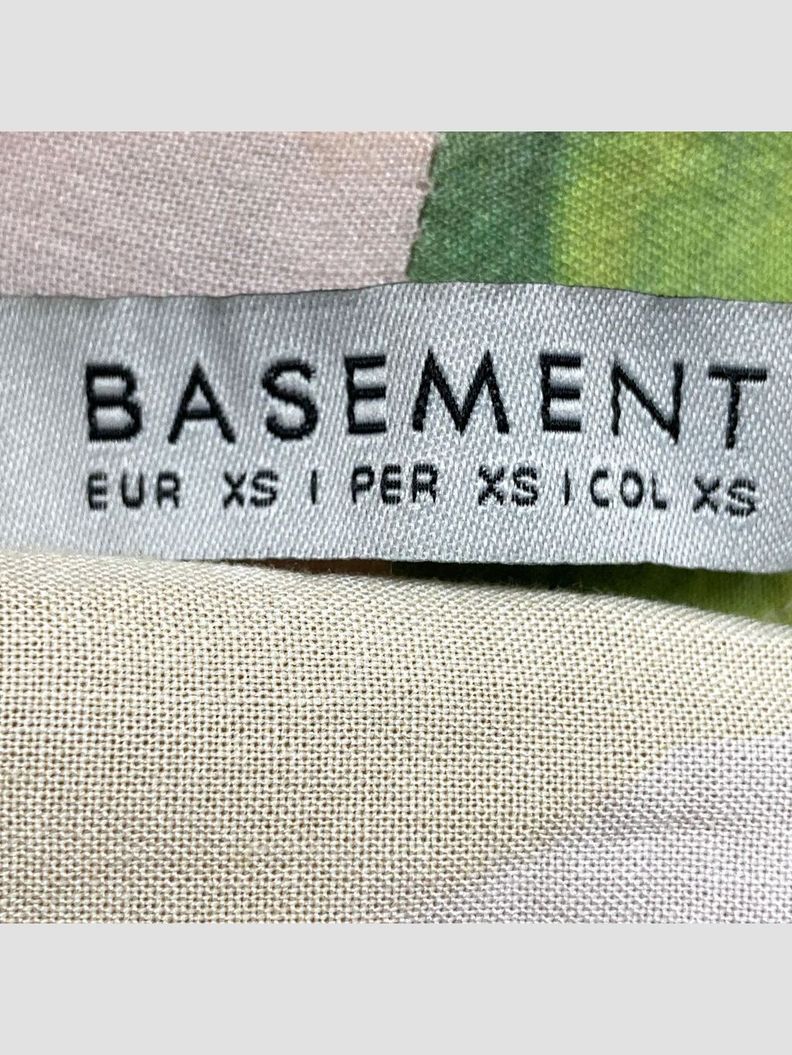 BASEMENT
EUR XS | PER XS | COL XS